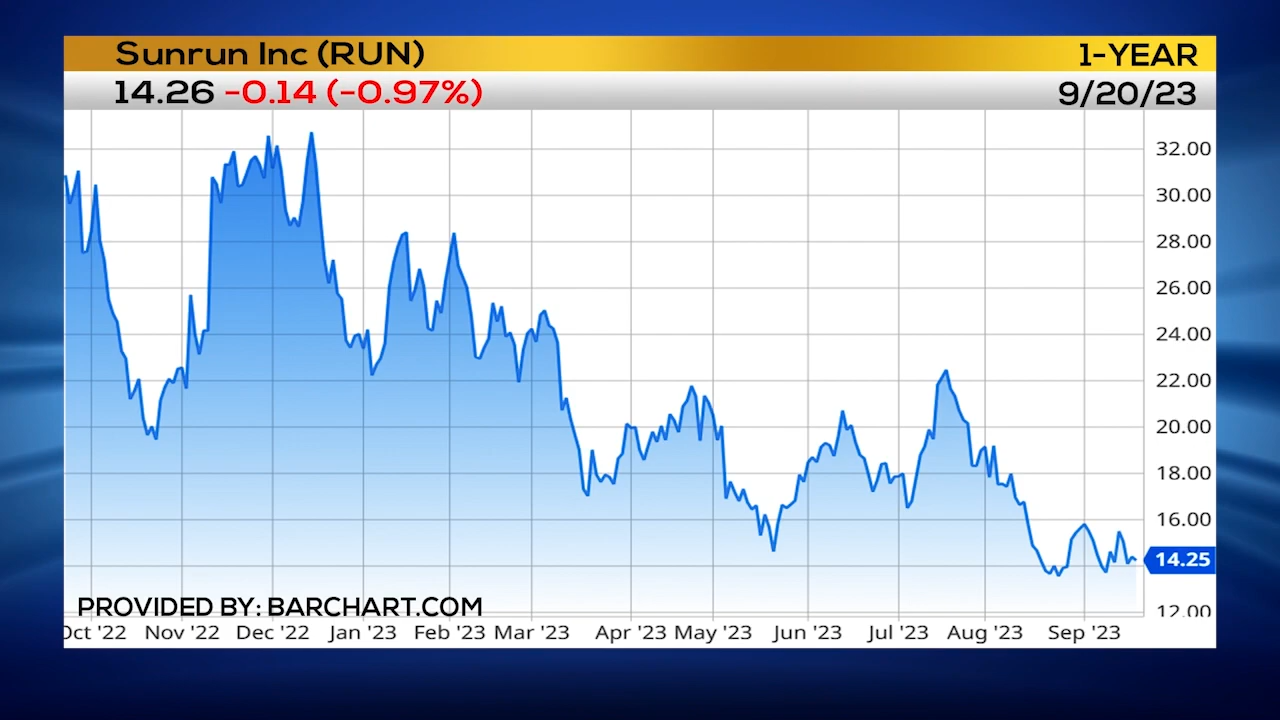 Sunrun Inc (RUN) 1-YEAR
14.26 -0.14 (-0.97%) 9/20/23
32.00
30.00
28.00
26.00
24.00
22.00
20.00
18.00
16.00
14.25
12.00
PROVIDED BY: BARCHART.COM
Oct '22 Nov '22 Dec '22 Jan '23 Feb '23 Mar '23 Apr '23 May '23 Jun '23 Jul '23 Aug '23 Sep '23